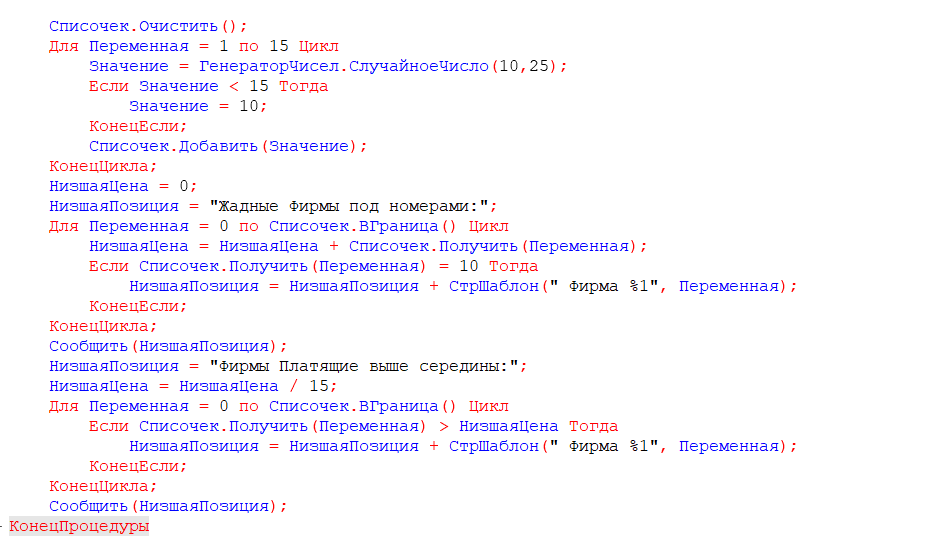 Списочек.Очистить();
Для Переменная = 1 по 15 Цикл
Значение = ГенераторЧисел.СлучайноеЧисло(10,25);
Если Значение < 15 Тогда
Значение = 10;
КонецЕсли;
Списочек.Добавить(Значение);
КонецЦикла;
НизшаяЦена = 0;
НизшаяПозиция = "Жадные Фирмы под номерами:";
Для Переменная = 0 по Списочек.ВГраница() Цикл
НизшаяЦена = НизшаяЦена + Списочек.Получить(Переменная);
Если Списочек.Получить(Переменная) = 10 Тогда
НизшаяПозиция = НизшаяПозиция + СтрШаблон(" Фирма %1", Переменная);
КонецЕсли;
КонецЦикла;
Сообщить(НизшаяПозиция);
НизшаяПозиция = "Фирмы Платящие выше середины:";
НизшаяЦена = НизшаяЦена / 15;
Для Переменная = 0 по Списочек.ВГраница() Цикл
Если Списочек.Получить(Переменная) > НизшаяЦена Тогда
НизшаяПозиция = НизшаяПозиция + СтрШаблон(" Фирма %1", Переменная);
КонецЕсли;
КонецЦикла;
Сообщить(НизшаяПозиция);
КонецПроцедуры